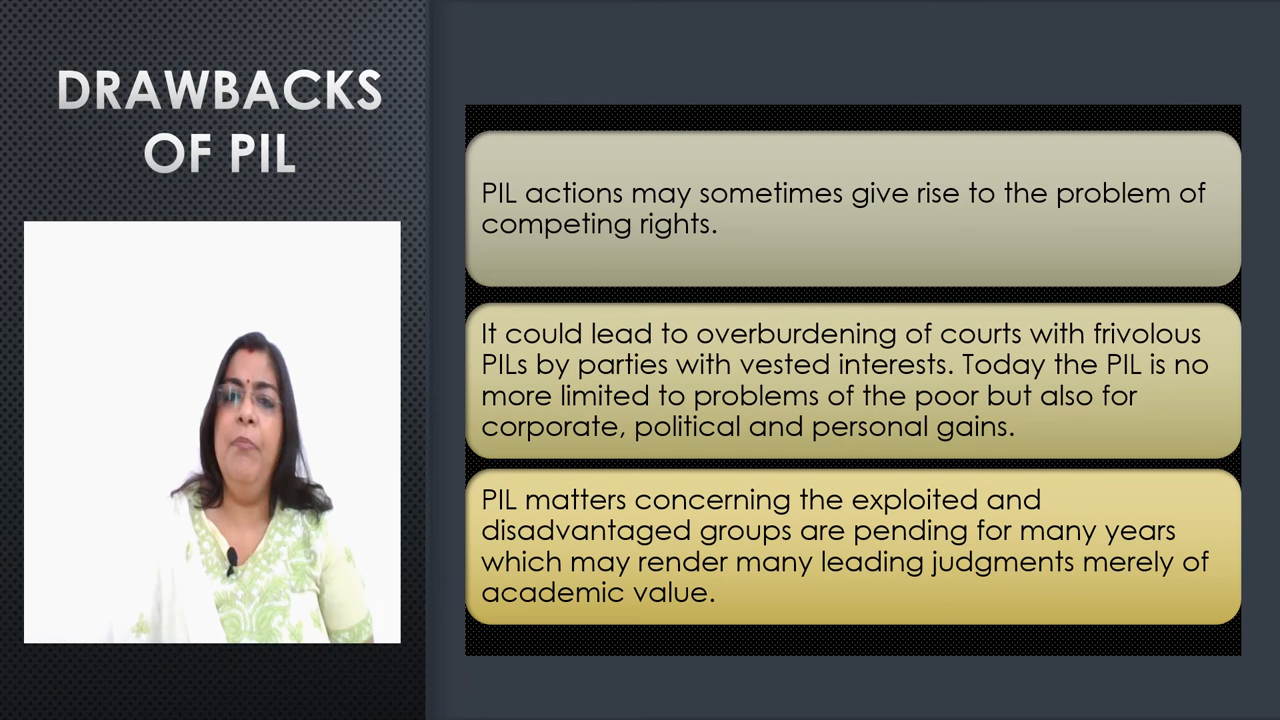 DRAWBACKS
OF PIL
PIL actions may sometimes give rise to the problem of
competing rights.
It could lead to overburdening of courts with frivolous
PILs by parties with vested interests. Today the PIL is no
more limited to problems of the poor but also for
corporate, political and personal gains.
PIL matters concerning the exploited and
disadvantaged groups are pending for many years
which may render many leading judgments merely of
academic value.